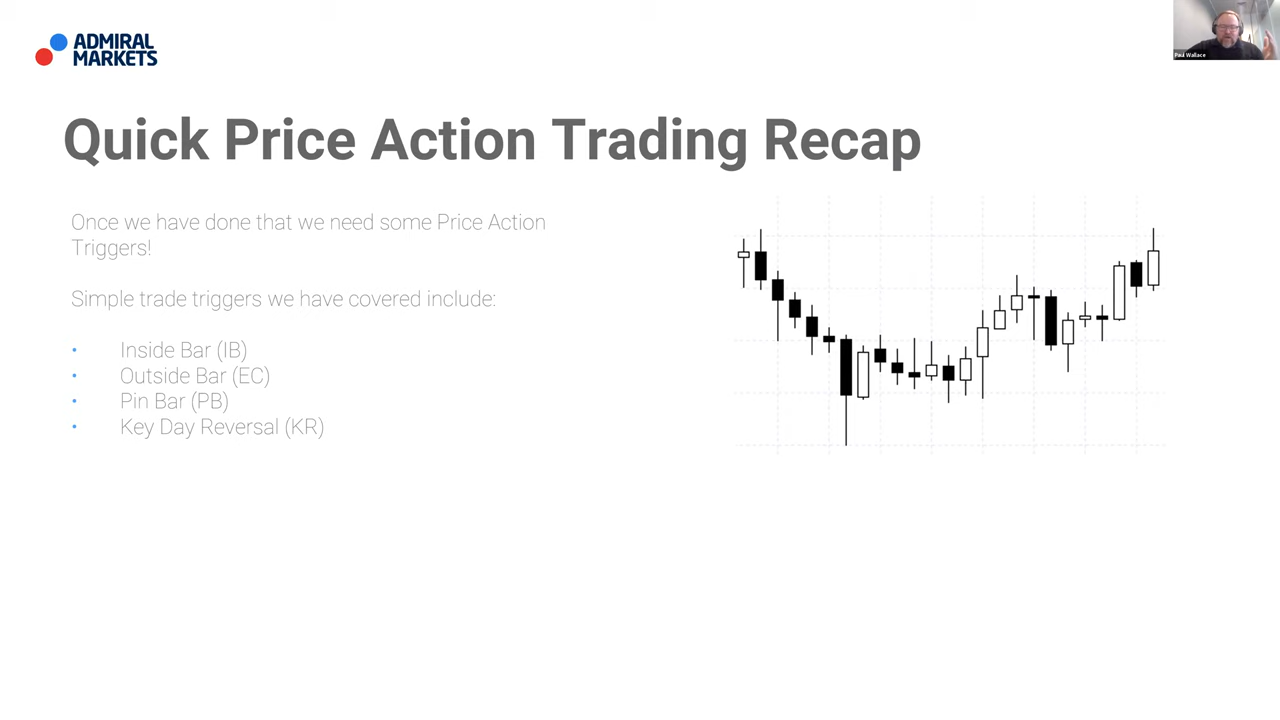 ADMIRAL
MARKETS
Paul Wallace
Quick Price Action Trading Recap
Once we have done that we need some Price Action
Triggers!
Simple trade triggers we have covered include:
• Inside Bar (IB)
• Outside Bar (EC)
• Pin Bar (PB)
• Key Day Reversal (KR)